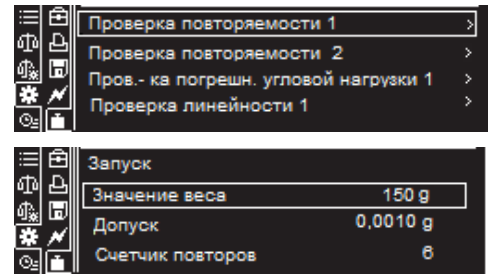 Проверка повторяемости 1 >
Проверка повторяемости 2 >
Пров.- ка погрешн. угловой нагрузки 1 >
Проверка линейности 1 >
Запуск
Значение веса 150 g
Допуск 0,0010 g
Счетчик повторов 6